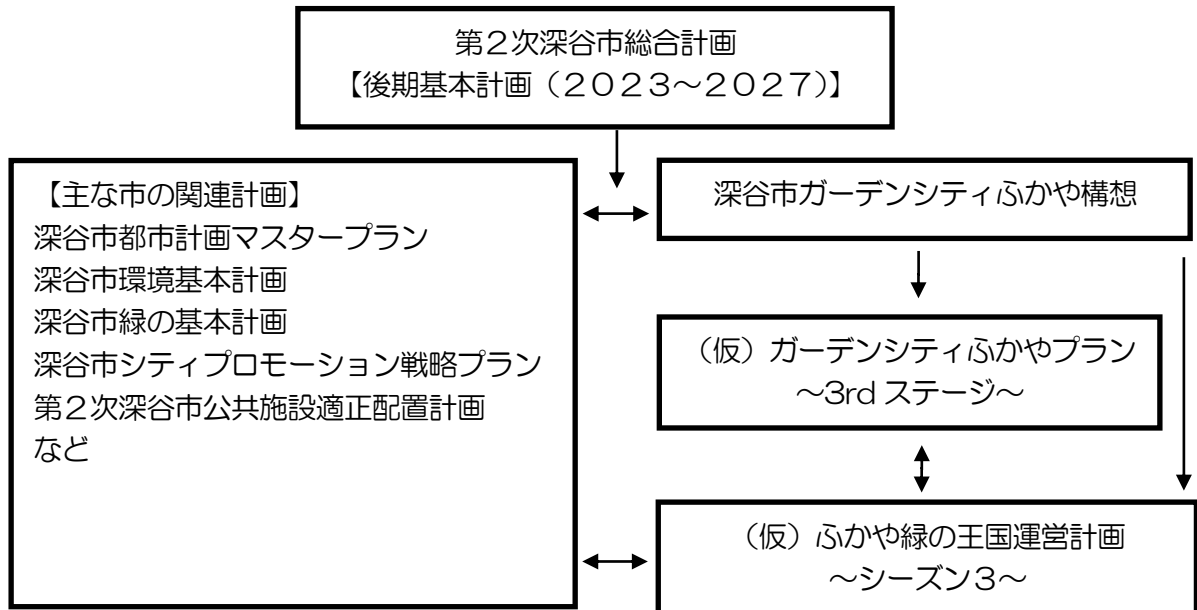 第２次深谷市総合計画
【後期基本計画（２０２３～２０２７）】
【主な市の関連計画】
深谷市都市計画マスタープラン
深谷市環境基本計画
深谷市緑の基本計画
深谷市シティプロモーション戦略プラン
第２次深谷市公共施設適正配置計画
など
深谷市ガーデンシティふかや構想
（仮）ガーデンシティふかやプラン
～3rd ステージ～
（仮）ふかや緑の王国運営計画
～シーズン３～